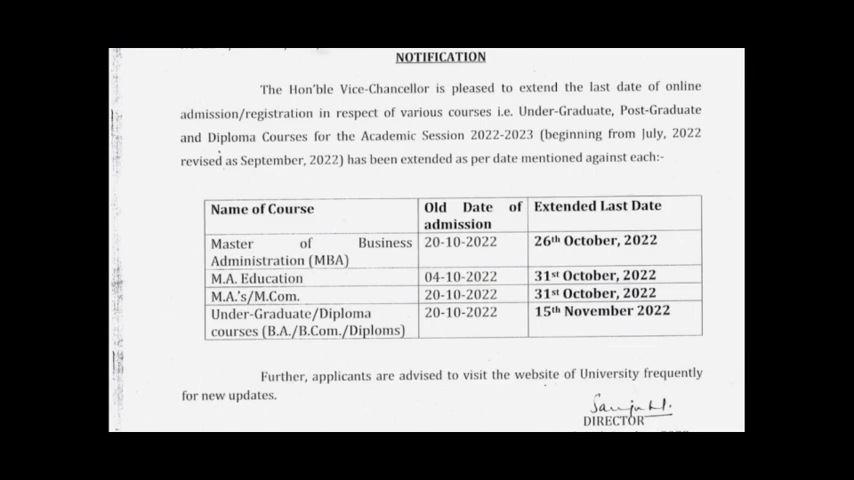 NOTIFICATION
The Hon'ble Vice-Chancellor is pleased to extend the last date of online
admission/registration in respect of various courses i.e. Under-Graduate, Post-Graduate
and Diploma Courses for the Academic Session 2022-2023 (beginning from July, 2022
revised as September, 2022) has been extended as per date mentioned against each:-
Name of Course Old Date of admission Extended Last Date
Master of Business Administration (MBA) 20-10-2022 26th October, 2022
M.A. Education 04-10-2022 31st October, 2022
M.A.'s/M.Com. 20-10-2022 31st October, 2022
Under-Graduate/Diploma courses (B.A./B.Com./Diploms) 20-10-2022 15th November 2022
Further, applicants are advised to visit the website of University frequently
for new updates.
DIRECTOR